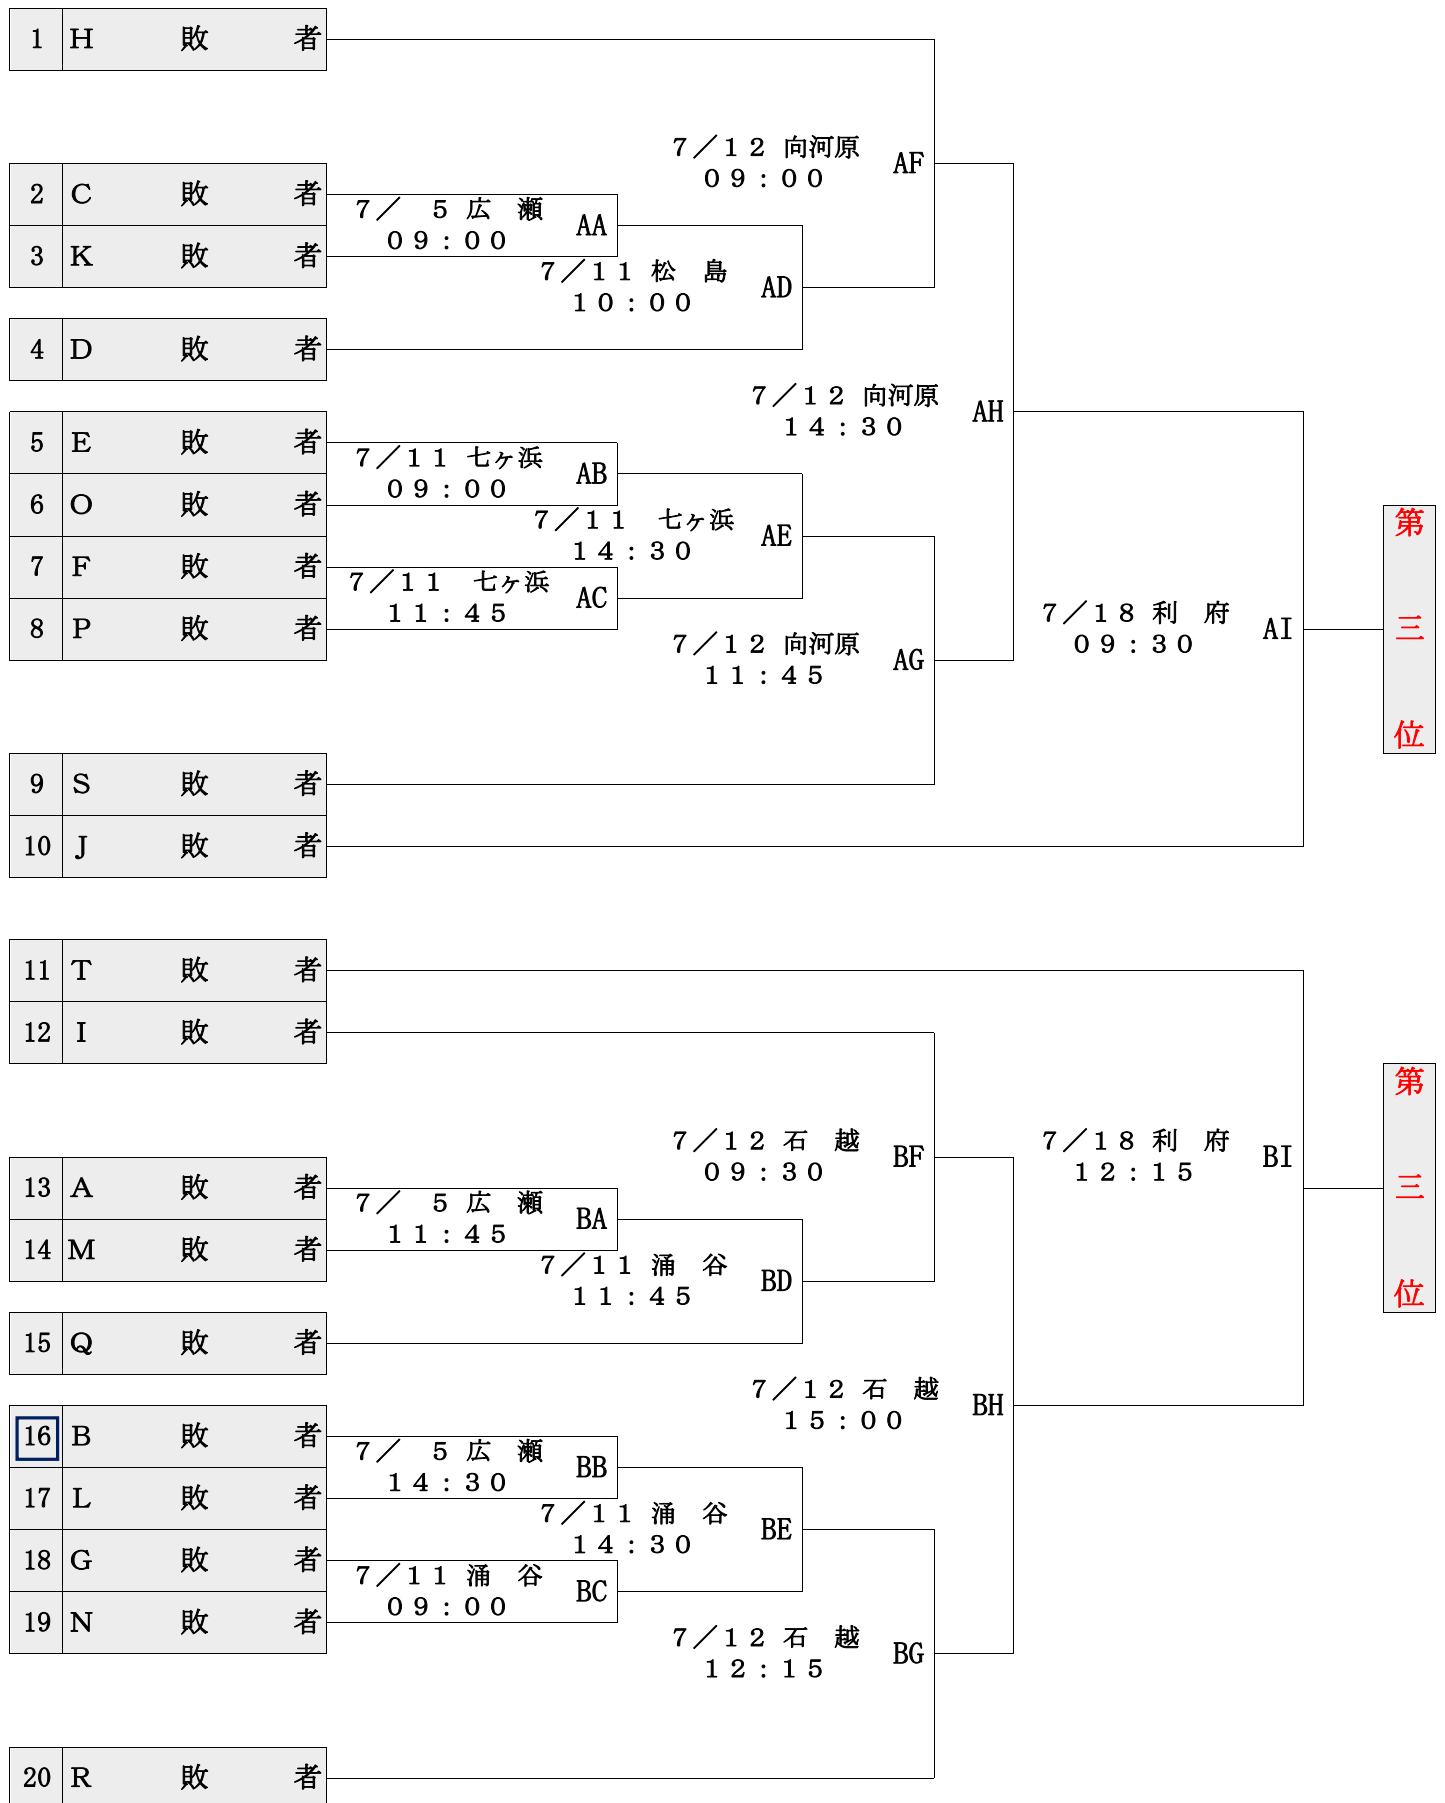 1 H 敗 者
7／12 向河原
09：00
AF
2 C 敗 者
7／ 5 広 瀬
09：00
AA
3 K 敗 者
7／11 松 島
10：00
AD
4 D 敗 者
7／12 向河原
14：30
AH
5 E 敗 者
7／11 七ヶ浜
09：00
AB
6 O 敗 者
7／11 七ヶ浜
14：30
AE
7 F 敗 者
7／11 七ヶ浜
11：45
AC
8 P 敗 者
7／12 向河原
11：45
AG
7／18 利 府
09：30
AI
第 三 位
9 S 敗 者
10 J 敗 者
11 T 敗 者
12 I 敗 者
7／12 石 越
09：30
BF
7／18 利 府
12：15
BI
第 三 位
13 A 敗 者
7／ 5 広 瀬
11：45
BA
14 M 敗 者
7／11 涌 谷
11：45
BD
15 Q 敗 者
7／12 石 越
15：00
BH
16 B 敗 者
7／ 5 広 瀬
14：30
BB
17 L 敗 者
7／11 涌 谷
14：30
BE
18 G 敗 者
7／11 涌 谷
09：00
BC
19 N 敗 者
7／12 石 越
12：15
BG
20 R 敗 者